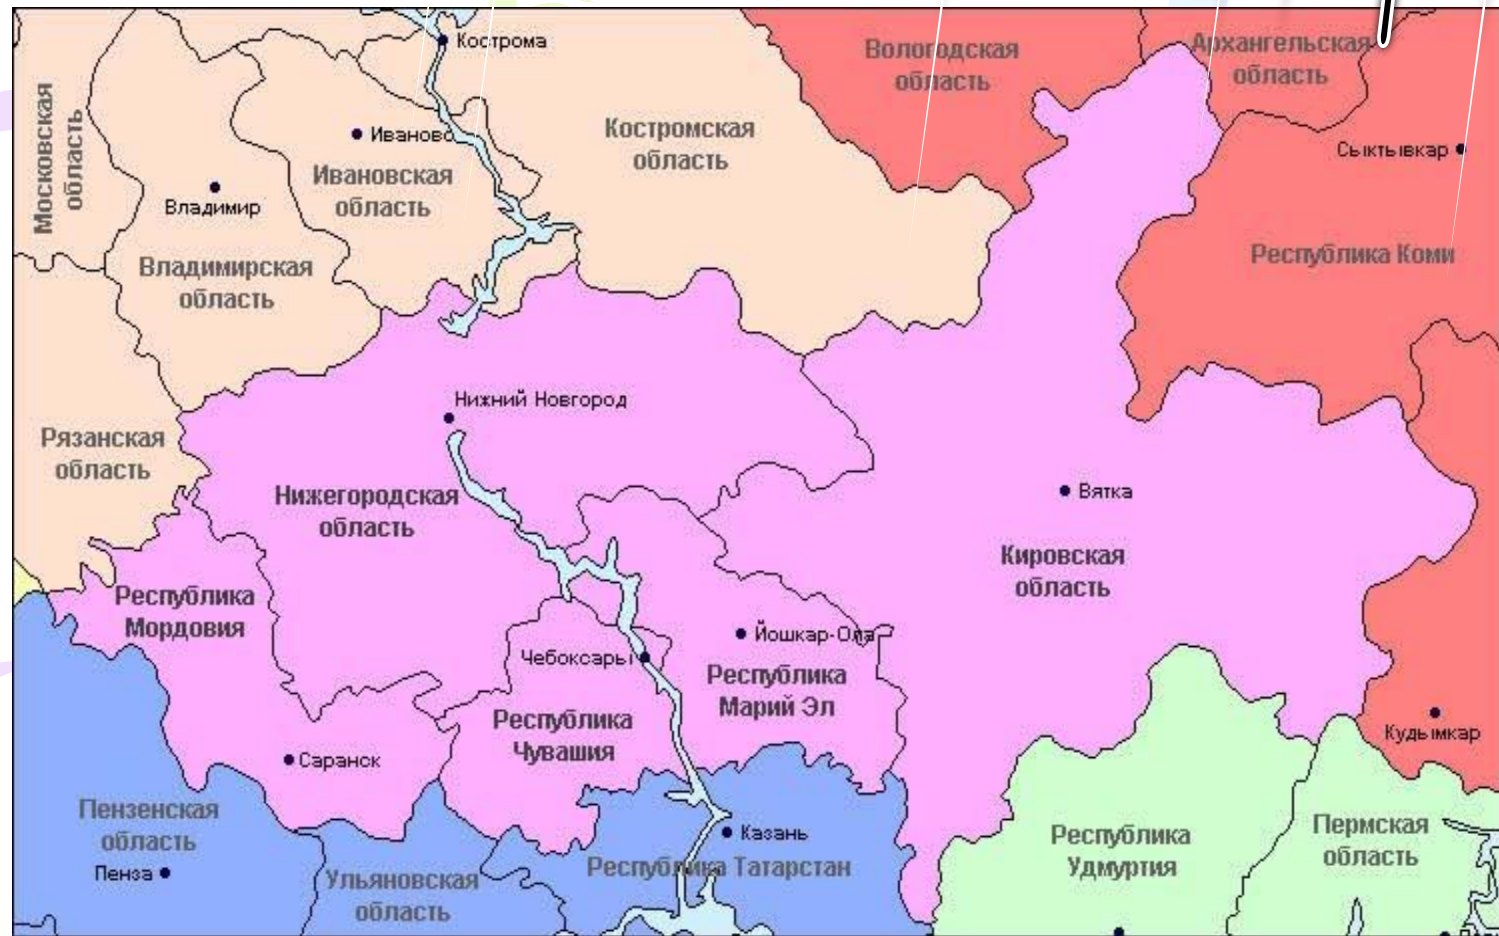 Кострома
Вологодская
область
Архангельская
область
Московская
область
Иваново
Костромская
область
Сыктывкар
Ивановская
область
Владимир
Республика Коми
Владимирская
область
Нижний Новгород
Рязанская
область
Нижегородская
область
Вятка
Кировская
область
Республика
Мордовия
Йошкар-Ола
Чебоксары
Республика
Марий Эл
Республика
Чувашия
Кудымкар
Саранск
Пензенская
область
Казань
Республика
Удмуртия
Пермская
область
Пенза
Республика Татарстан
Ульяновская
область